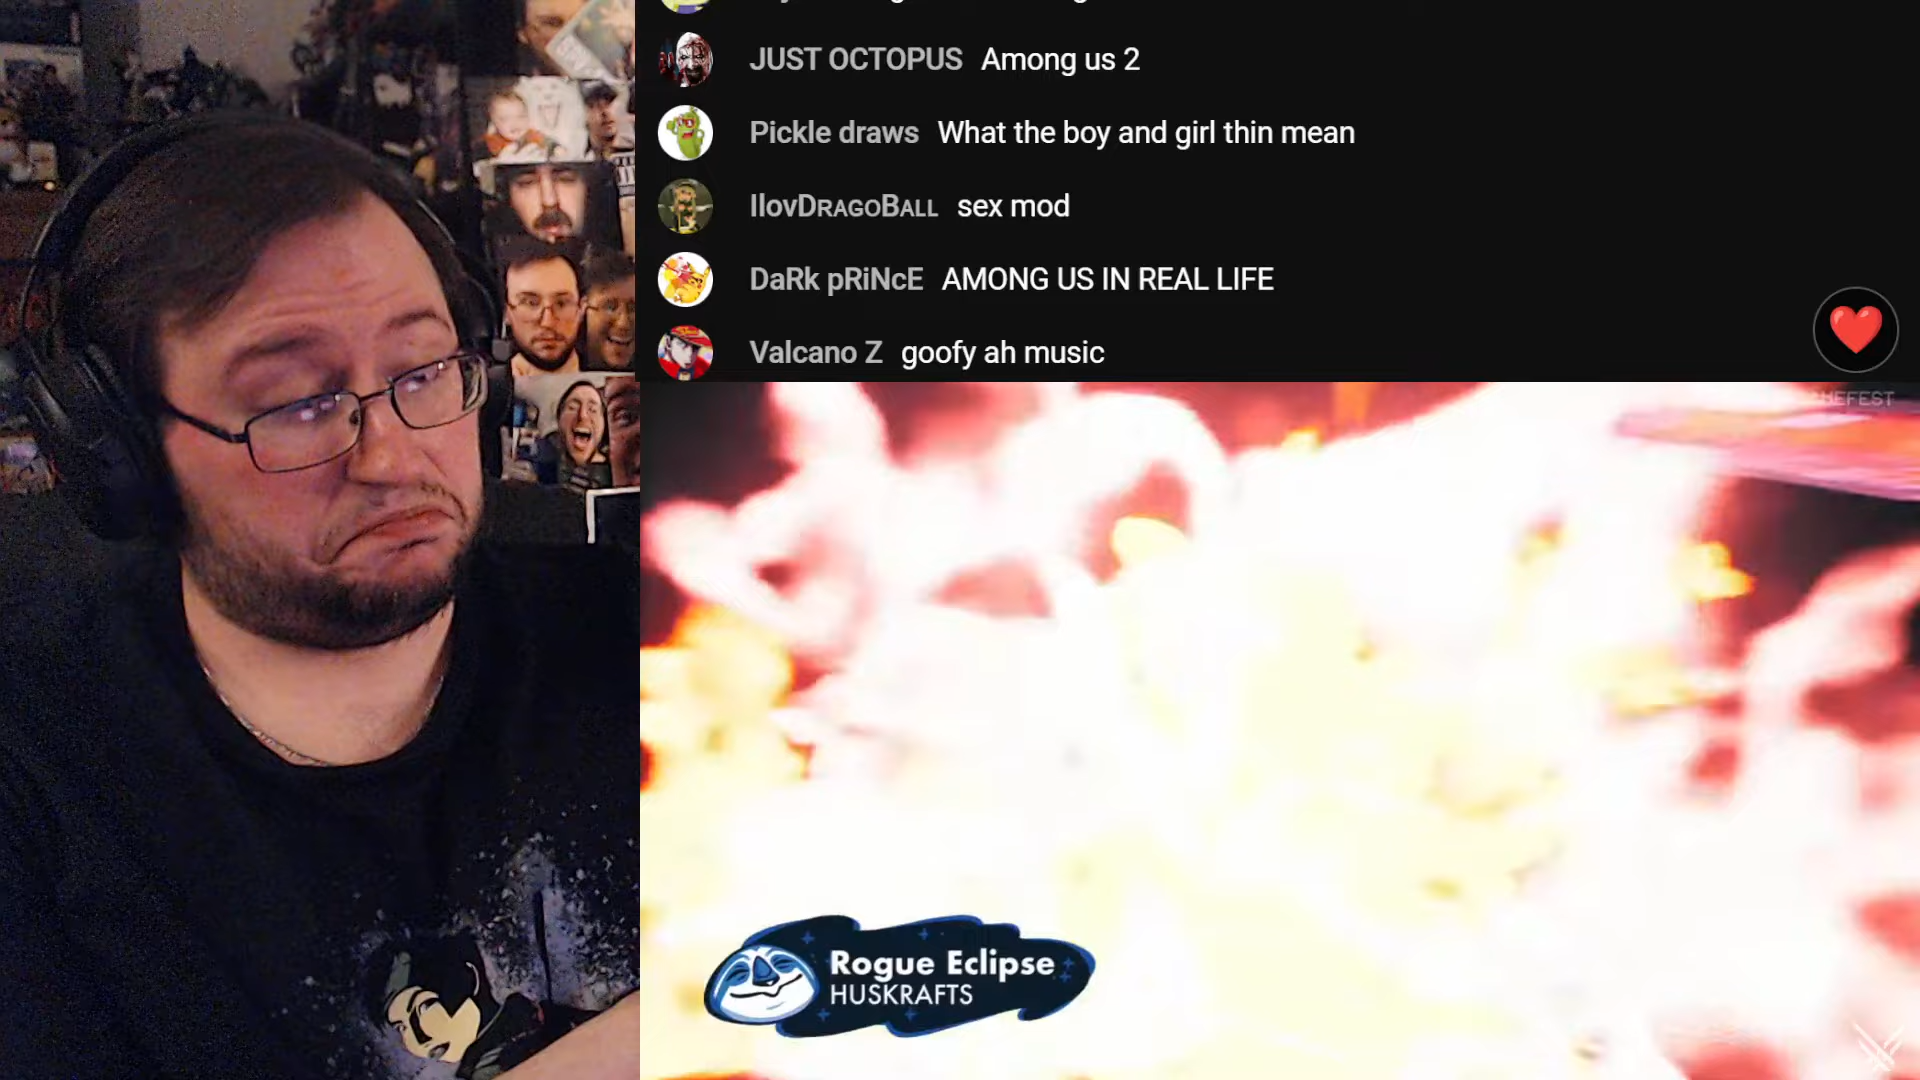 JUST OCTOPUS Among us 2
Pickle draws What the boy and girl thin mean
IlovDRAGOBALL sex mod
DaRk pRiNcE AMONG US IN REAL LIFE
Valcano Z goofy ah music
Rogue Eclipse
HUSKRAFTS